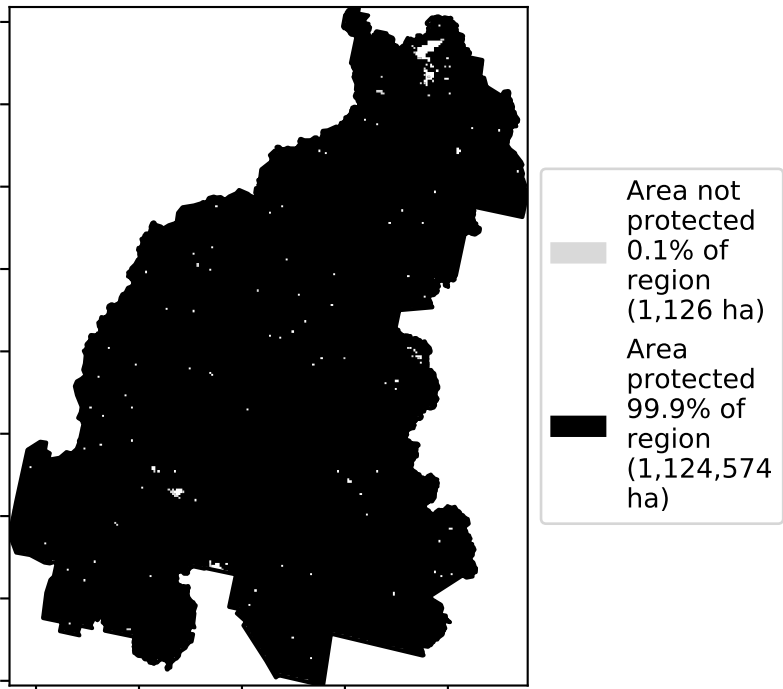 Area not
protected
0.1% of
region
(1,126 ha)
Area
protected
99.9% of
region
(1,124,574
ha)